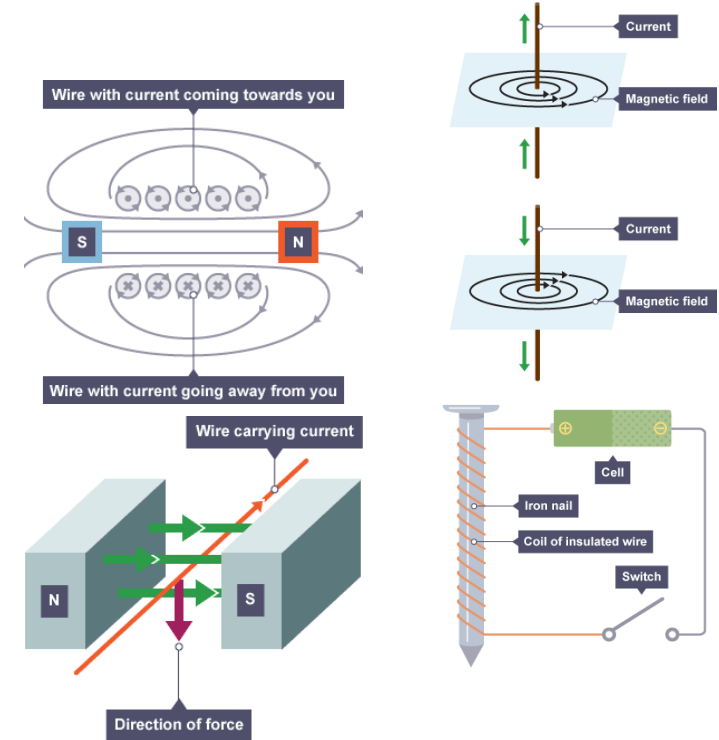 Wire with current coming towards you
S
N
Wire with current going away from you
Current
Magnetic field
Current
Magnetic field
Wire carrying current
N
S
Direction of force
Cell
Iron nail
Coil of insulated wire
Switch